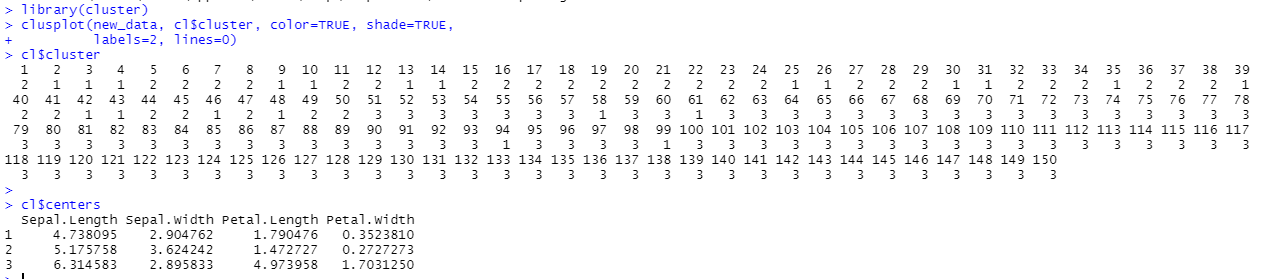 > library(cluster)
> clusplot(new_data, cl$cluster, color=TRUE, shade=TRUE,
+          labels=2, lines=0)
> cl$cluster
  1   2   3   4   5   6   7   8   9  10  11  12  13  14  15  16  17  18  19  20  21  22  23  24  25  26  27  28  29  30  31  32  33  34  35  36  37  38  39
  2   1   1   1   2   2   2   2   1   1   2   2   1   1   2   2   2   2   2   2   2   2   2   2   1   1   2   2   2   1   1   2   2   2   1   2   2   2   1
 40  41  42  43  44  45  46  47  48  49  50  51  52  53  54  55  56  57  58  59  60  61  62  63  64  65  66  67  68  69  70  71  72  73  74  75  76  77  78
  2   2   1   1   2   2   1   2   1   2   2   3   3   3   3   3   3   3   1   3   3   1   3   3   3   3   3   3   3   3   3   3   3   3   3   3   3   3   3
 79  80  81  82  83  84  85  86  87  88  89  90  91  92  93  94  95  96  97  98  99 100 101 102 103 104 105 106 107 108 109 110 111 112 113 114 115 116 117
  3   3   3   3   3   3   3   3   3   3   3   3   3   3   3   1   3   3   3   3   1   3   3   3   3   3   3   3   3   3   3   3   3   3   3   3   3   3   3
118 119 120 121 122 123 124 125 126 127 128 129 130 131 132 133 134 135 136 137 138 139 140 141 142 143 144 145 146 147 148 149 150
  3   3   3   3   3   3   3   3   3   3   3   3   3   3   3   3   3   3   3   3   3   3   3   3   3   3   3   3   3   3   3   3   3
>
> cl$centers
  Sepal.Length Sepal.Width Petal.Length Petal.Width
1     4.738095    2.904762     1.790476   0.3523810
2     5.175758    3.624242     1.472727   0.2727273
3     6.314583    2.895833     4.973958   1.7031250
>